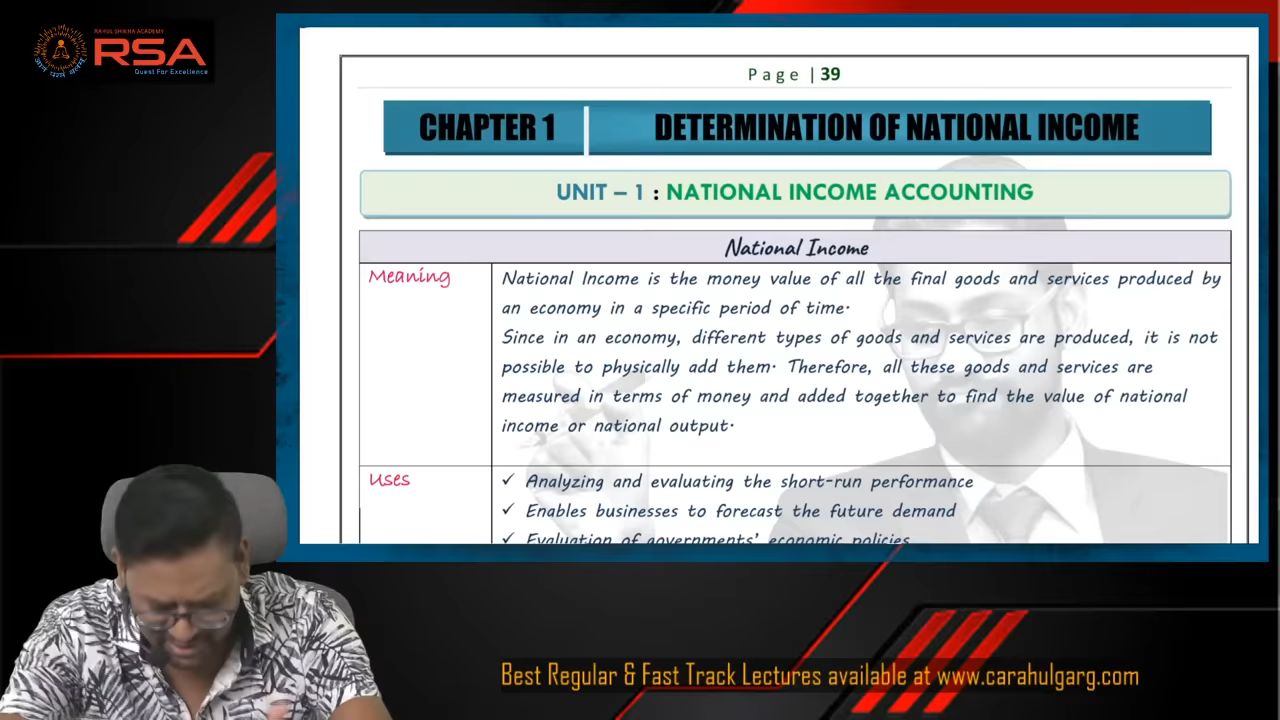 RAHUL SHIKHA ACADEMY
RSA
Quest For Excellence
Page | 39
CHAPTER 1 DETERMINATION OF NATIONAL INCOME
UNIT – 1 : NATIONAL INCOME ACCOUNTING
National Income
Meaning
National Income is the money value of all the final goods and services produced by
an economy in a specific period of time.
Since in an economy, different types of goods and services are produced, it is not
possible to physically add them. Therefore, all these goods and services are
measured in terms of money and added together to find the value of national
income or national output.
Uses
✓ Analyzing and evaluating the short-run performance
✓ Enables businesses to forecast the future demand
✓ Evaluation of governments' economic policies
Best Regular & Fast Track Lectures available at www.carahulgarg.com